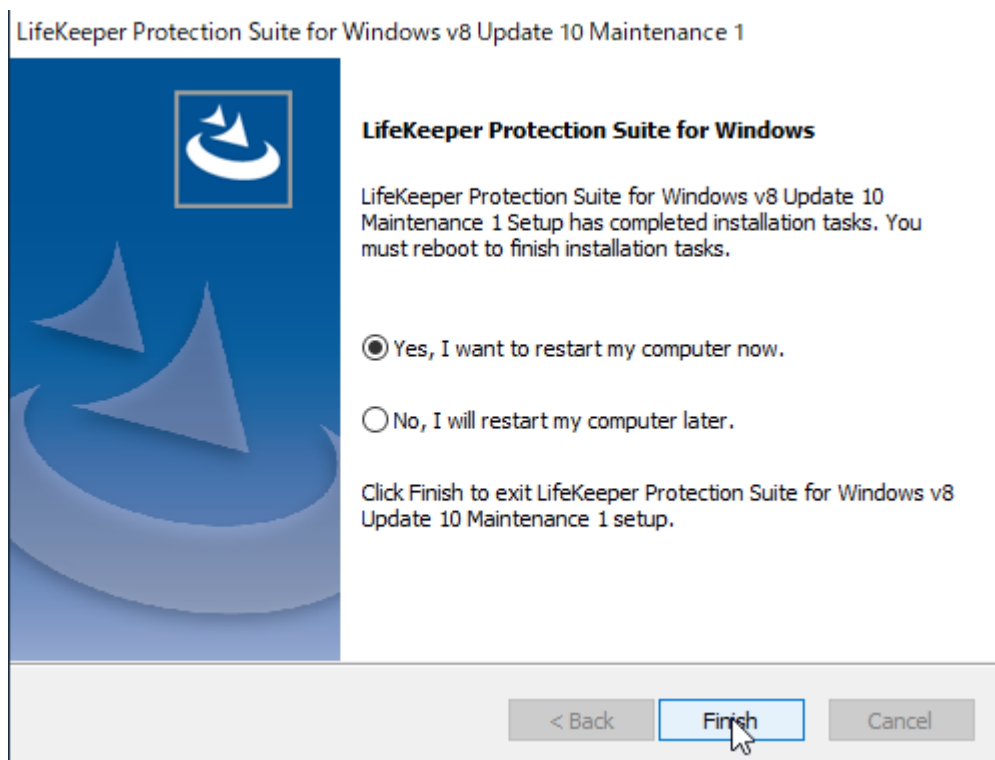 LifeKeeper Protection Suite for Windows v8 Update 10 Maintenance 1
LifeKeeper Protection Suite for Windows
LifeKeeper Protection Suite for Windows v8 Update 10
Maintenance 1 Setup has completed installation tasks. You
must reboot to finish installation tasks.
Yes, I want to restart my computer now.
No, I will restart my computer later.
Click Finish to exit LifeKeeper Protection Suite for Windows v8
Update 10 Maintenance 1 setup.
< Back Finish Cancel